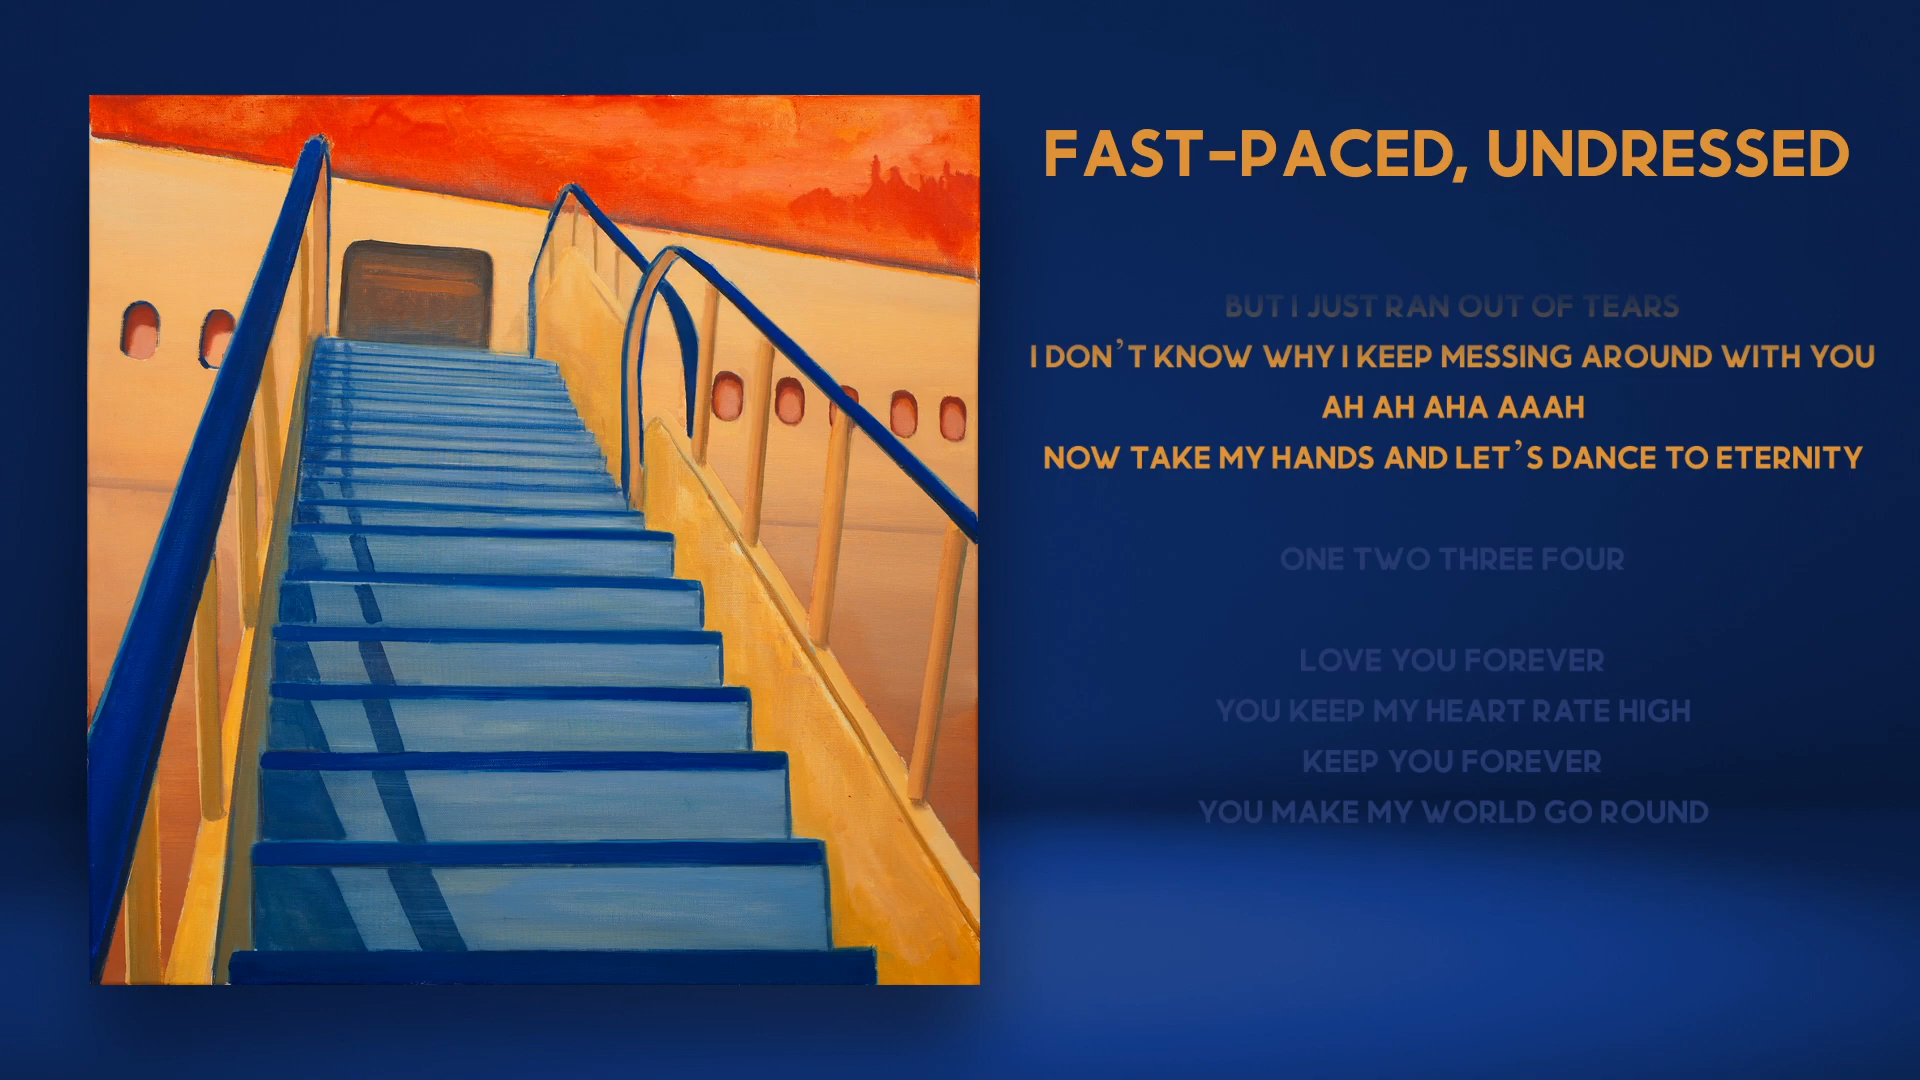 FAST-PACED, UNDRESSED
BUT I JUST RAN OUT OF TEARS
I DON'T KNOW WHY I KEEP MESSING AROUND WITH YOU
AH AH AHA AAAH
NOW TAKE MY HANDS AND LET'S DANCE TO ETERNITY
ONE TWO THREE FOUR
LOVE YOU FOREVER
YOU KEEP MY HEART RATE HIGH
KEEP YOU FOREVER
YOU MAKE MY WORLD GO ROUND